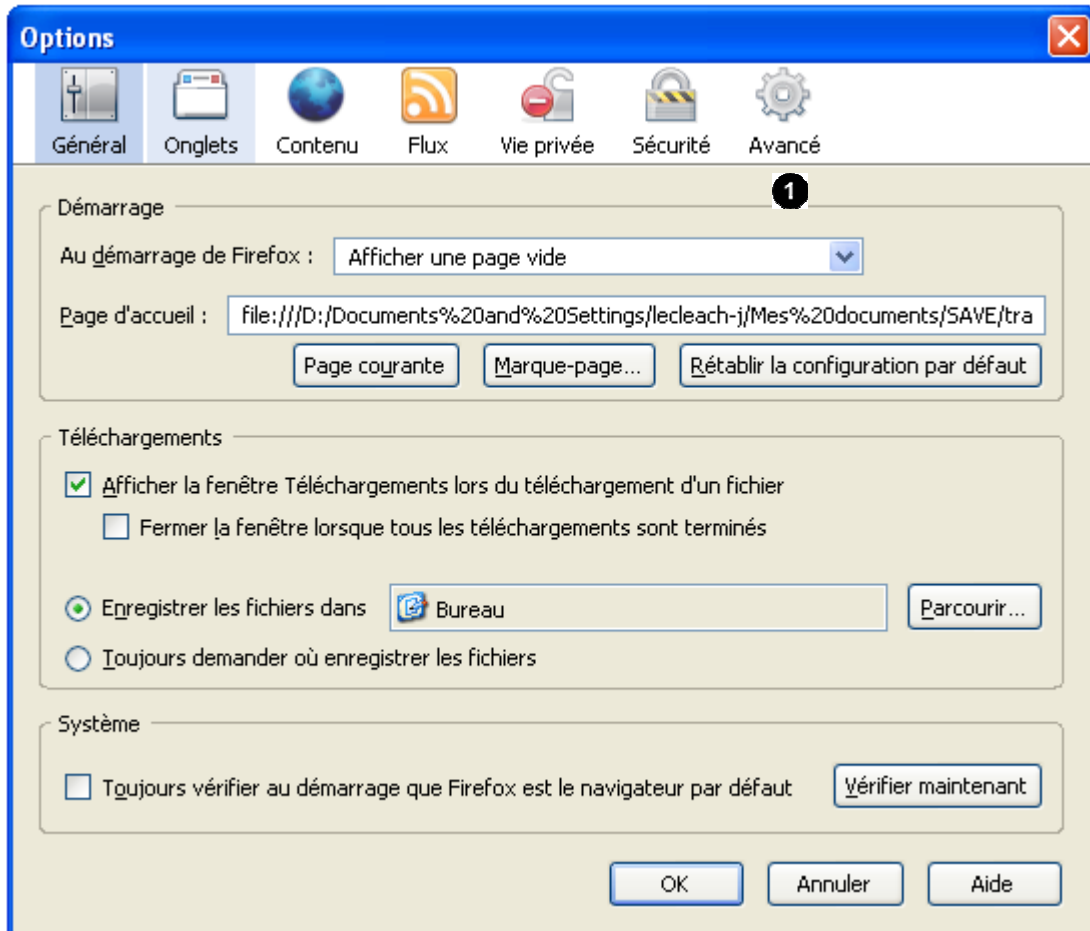 Options
Général Onglets Contenu Flux Vie privée Sécurité Avancé
1
Démarrage
Au démarrage de Firefox : Afficher une page vide
Page d'accueil : file:///D:/Documents%20and%20Settings/lecleach-j/Mes%20documents/SAVE/tra
Page courante Marque-page... Rétablir la configuration par défaut
Téléchargements
Afficher la fenêtre Téléchargements lors du téléchargement d'un fichier
Fermer la fenêtre lorsque tous les téléchargements sont terminés
Enregistrer les fichiers dans Bureau Parcourir...
Toujours demander où enregistrer les fichiers
Système
Toujours vérifier au démarrage que Firefox est le navigateur par défaut Vérifier maintenant
OK Annuler Aide